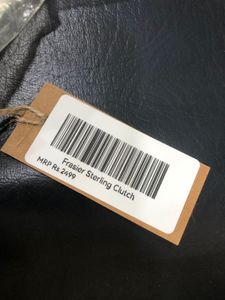 Frasier Sterling Clutch
MRP Rs.2499